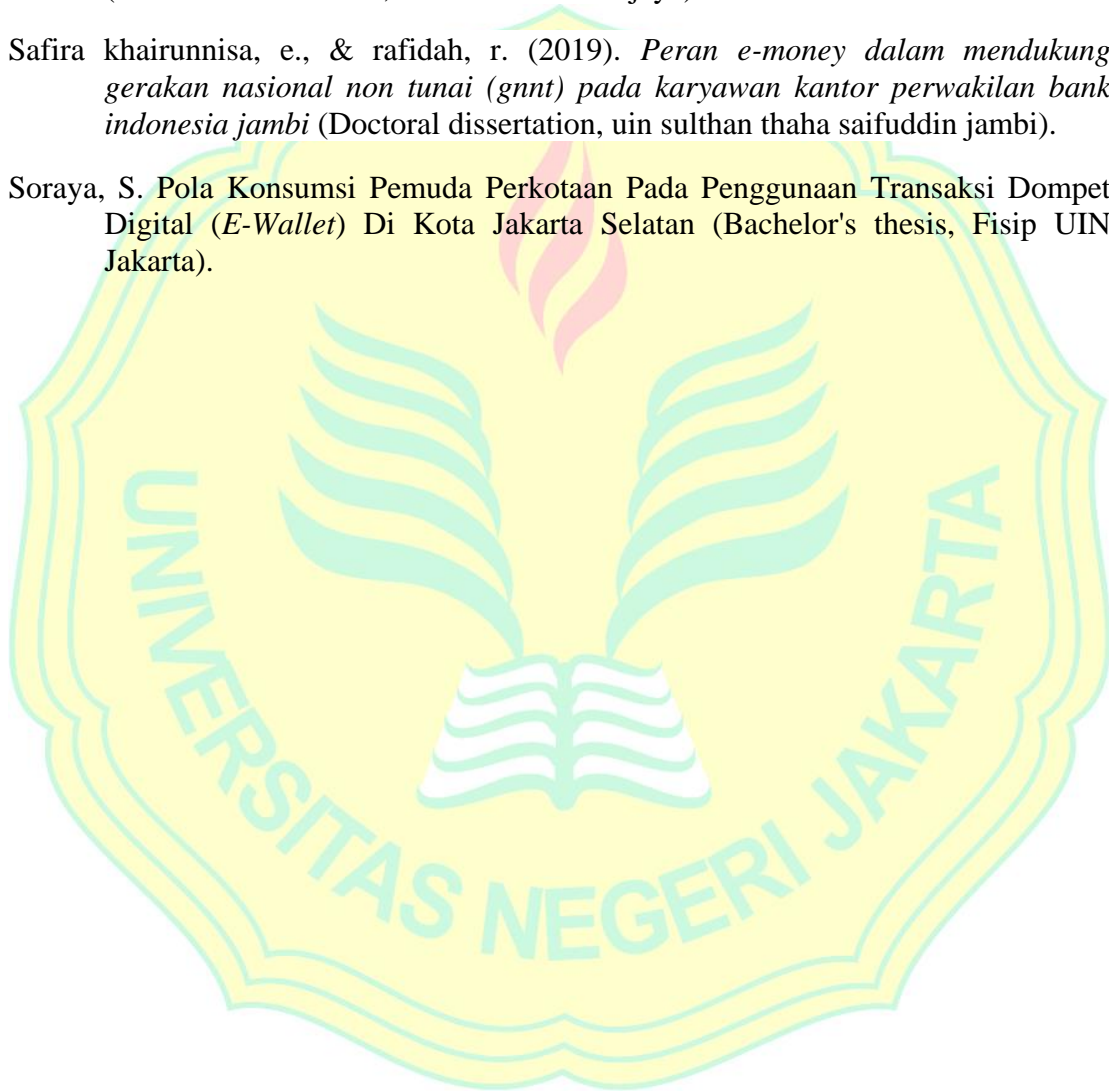 Safira khairunnisa, e., & rafidah, r. (2019). Peran e-money dalam mendukung
gerakan nasional non tunai (gnnt) pada karyawan kantor perwakilan bank
indonesia jambi (Doctoral dissertation, uin sulthan thaha saifuddin jambi).
Soraya, S. Pola Konsumsi Pemuda Perkotaan Pada Penggunaan Transaksi Dompet
Digital (E-Wallet) Di Kota Jakarta Selatan (Bachelor's thesis, Fisip UIN
Jakarta).
UNIVERSITAS NEGERI JAKARTA